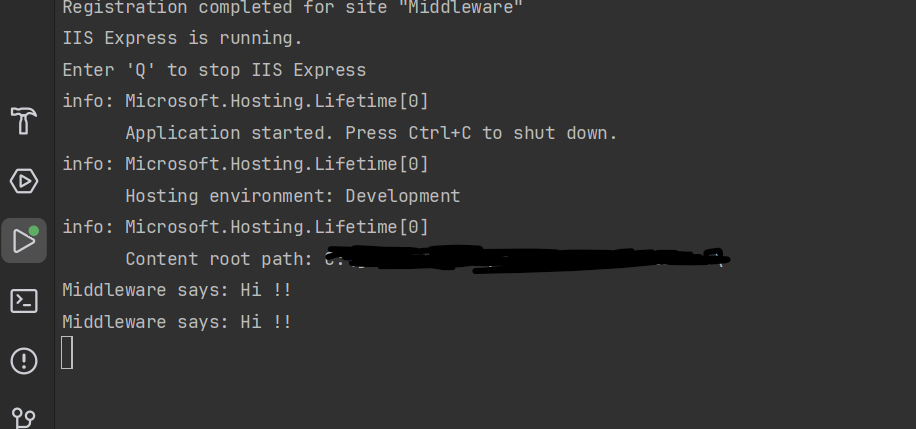 Registration completed for site "Middleware"
IIS Express is running.
Enter 'Q' to stop IIS Express
info: Microsoft.Hosting.Lifetime[0]
Application started. Press Ctrl+C to shut down.
info: Microsoft.Hosting.Lifetime[0]
Hosting environment: Development
info: Microsoft.Hosting.Lifetime[0]
Content root path:
Middleware says: Hi !!
Middleware says: Hi !!